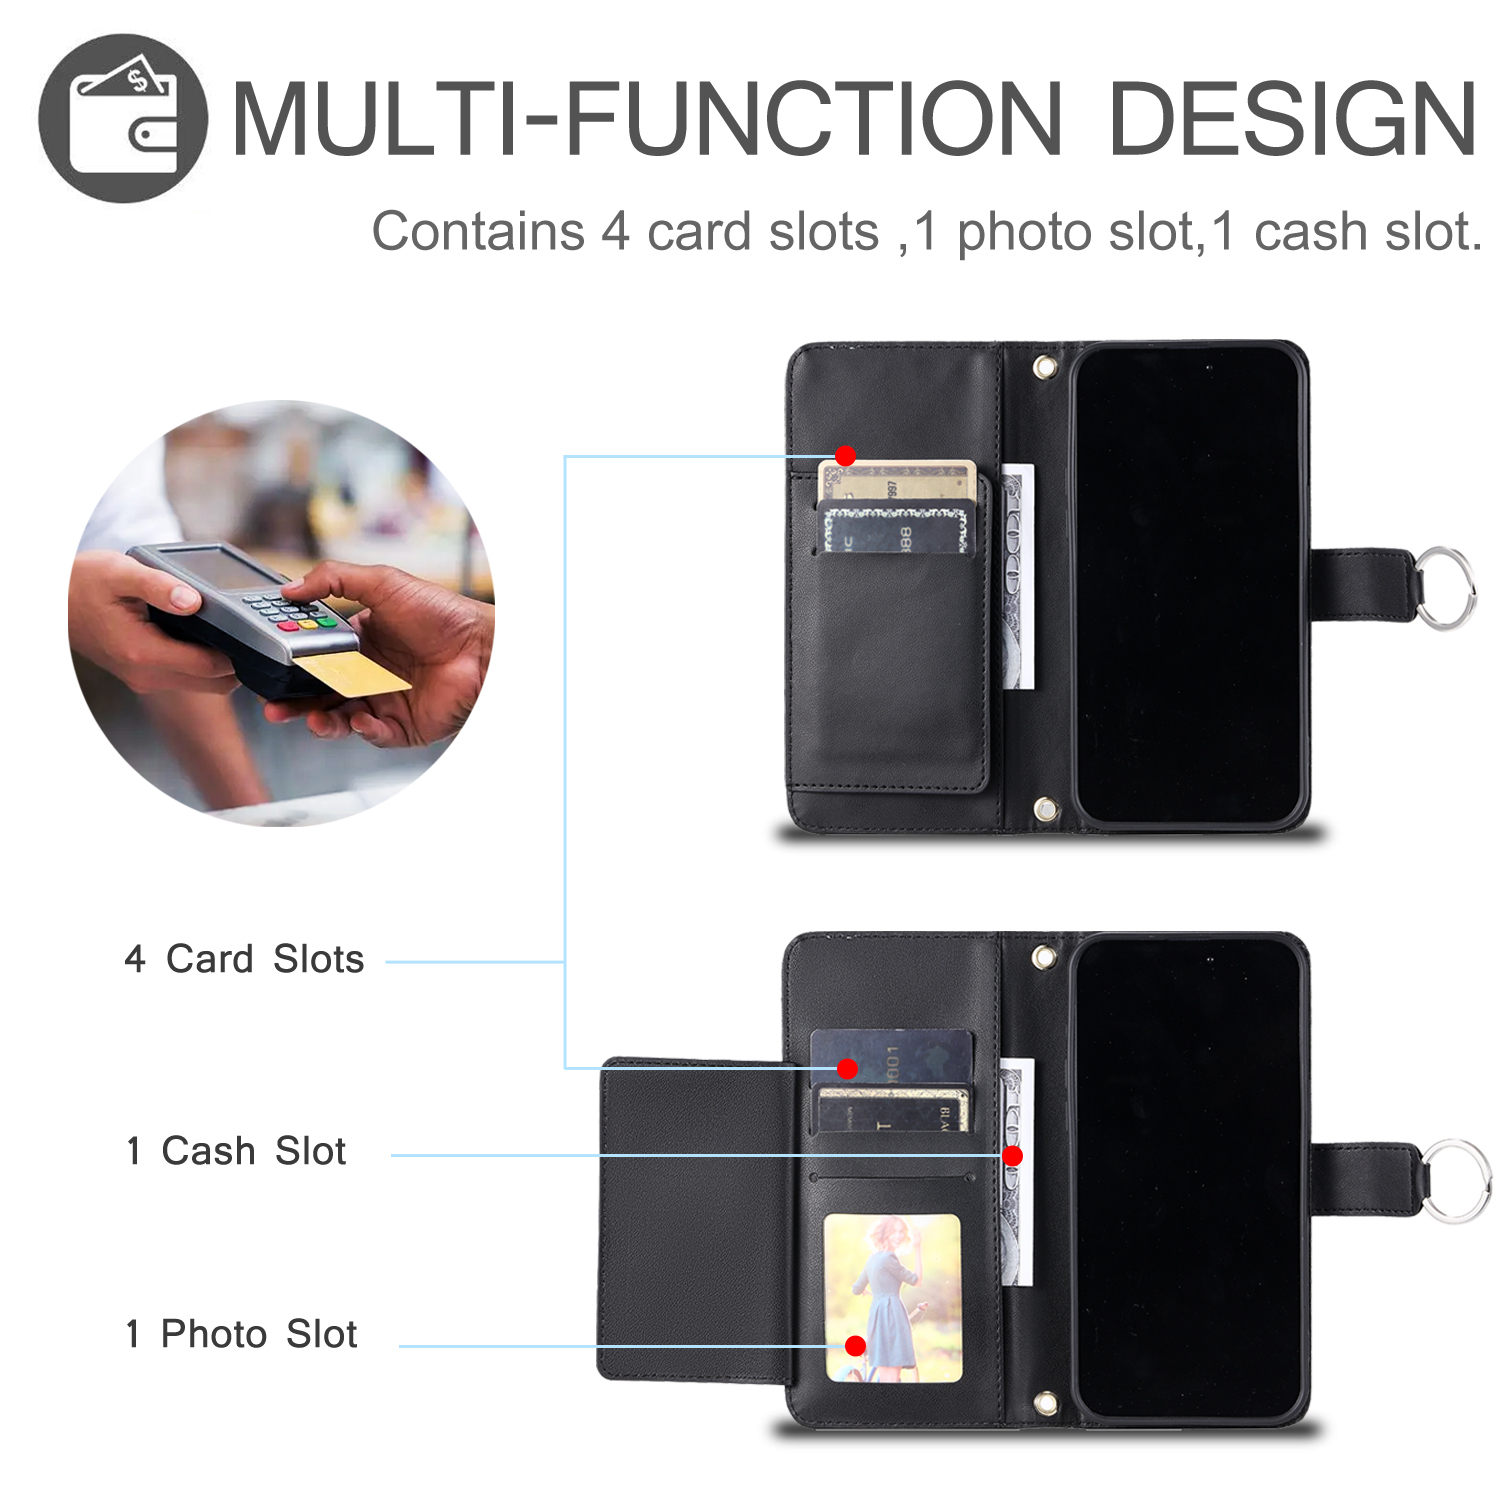 $
MULTI-FUNCTION DESIGN
Contains 4 card slots ,1 photo slot,1 cash slot.
4 Card Slots
1 Cash Slot
1 Photo Slot